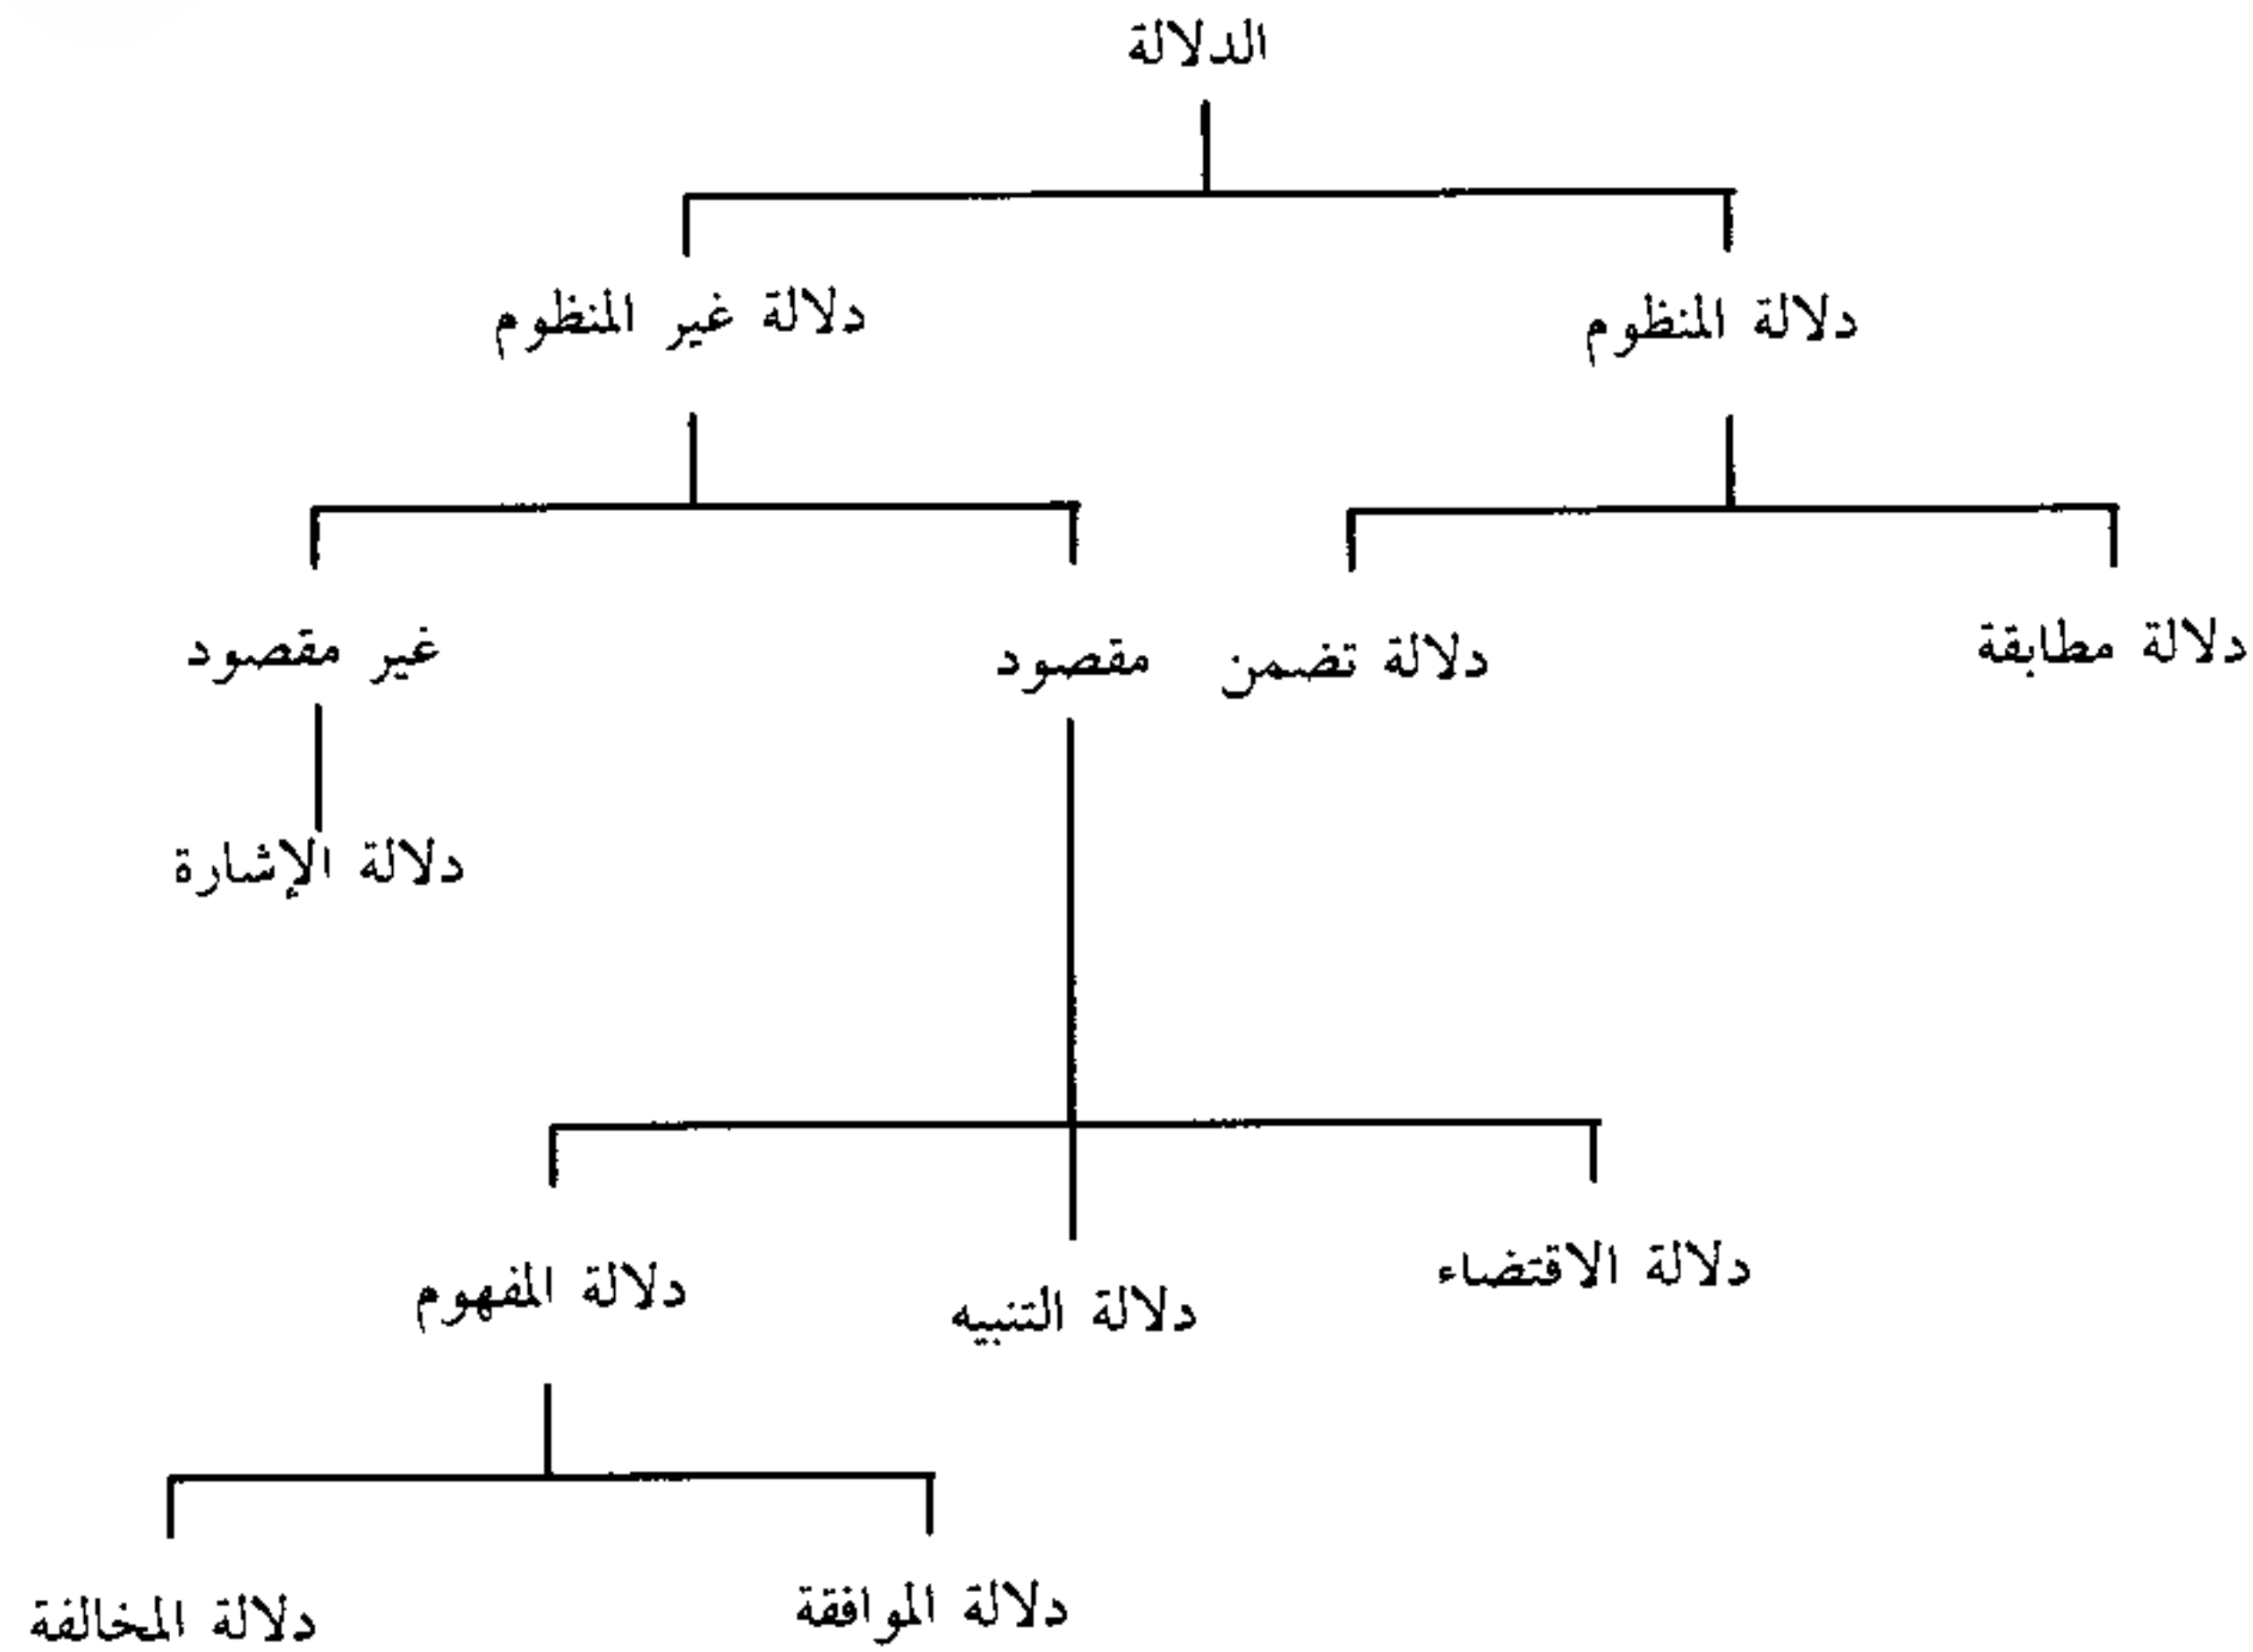 الدلالة
دلالة المنظوم
دلالة غير المنظوم
دلالة مطابقة
دلالة تضمن
مقصود
غير مقصود
دلالة الإشارة
دلالة الاقتضاء
دلالة التنبيه
دلالة المفهوم
دلالة الموافقة
دلالة المخالفة